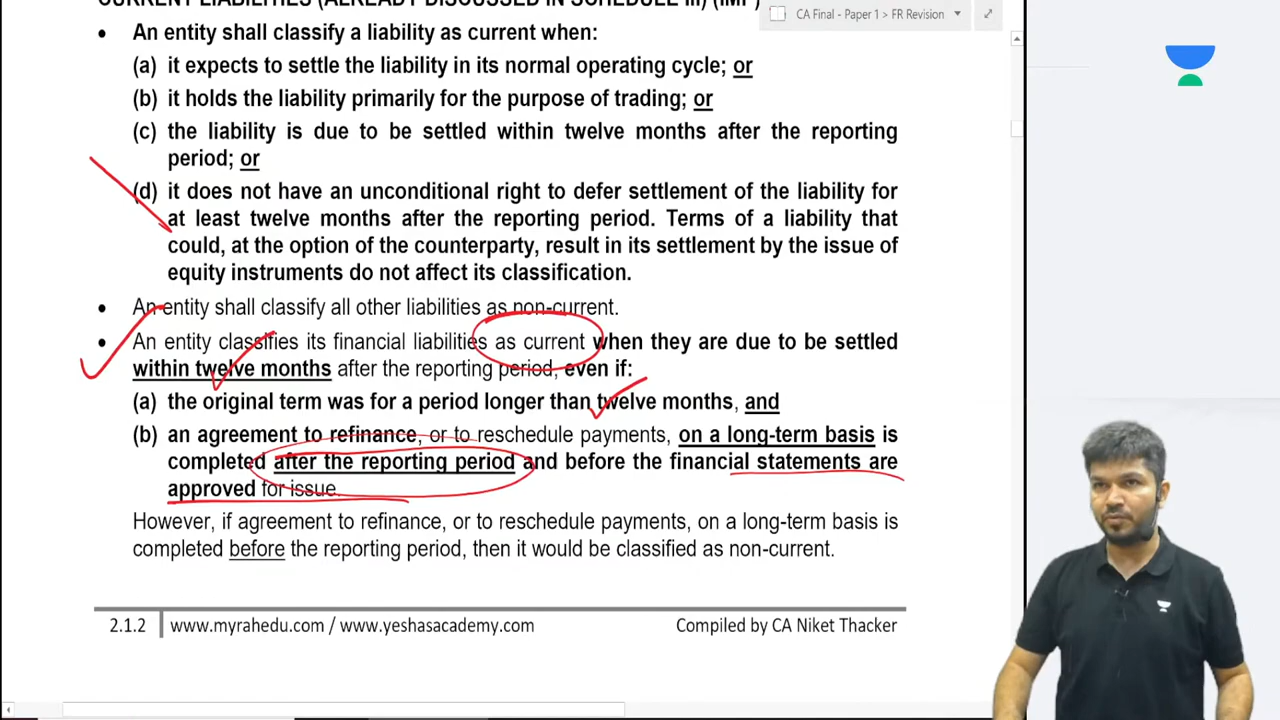 CURRENT LIABILITIES (ALREADY DISCUSSED IN SCHEDULE III) (IMP)
CA Final - Paper 1 > FR Revision
• An entity shall classify a liability as current when:
(a) it expects to settle the liability in its normal operating cycle; or
(b) it holds the liability primarily for the purpose of trading; or
(c) the liability is due to be settled within twelve months after the reporting
period; or
(d) it does not have an unconditional right to defer settlement of the liability for
at least twelve months after the reporting period. Terms of a liability that
could, at the option of the counterparty, result in its settlement by the issue of
equity instruments do not affect its classification.
• An entity shall classify all other liabilities as non-current.
• An entity classifies its financial liabilities as current when they are due to be settled
within twelve months after the reporting period, even if:
(a) the original term was for a period longer than twelve months, and
(b) an agreement to refinance, or to reschedule payments, on a long-term basis is
completed after the reporting period and before the financial statements are
approved for issue.
However, if agreement to refinance, or to reschedule payments, on a long-term basis is
completed before the reporting period, then it would be classified as non-current.
2.1.2 www.myrahedu.com / www.yeshasacademy.com Compiled by CA Niket Thacker